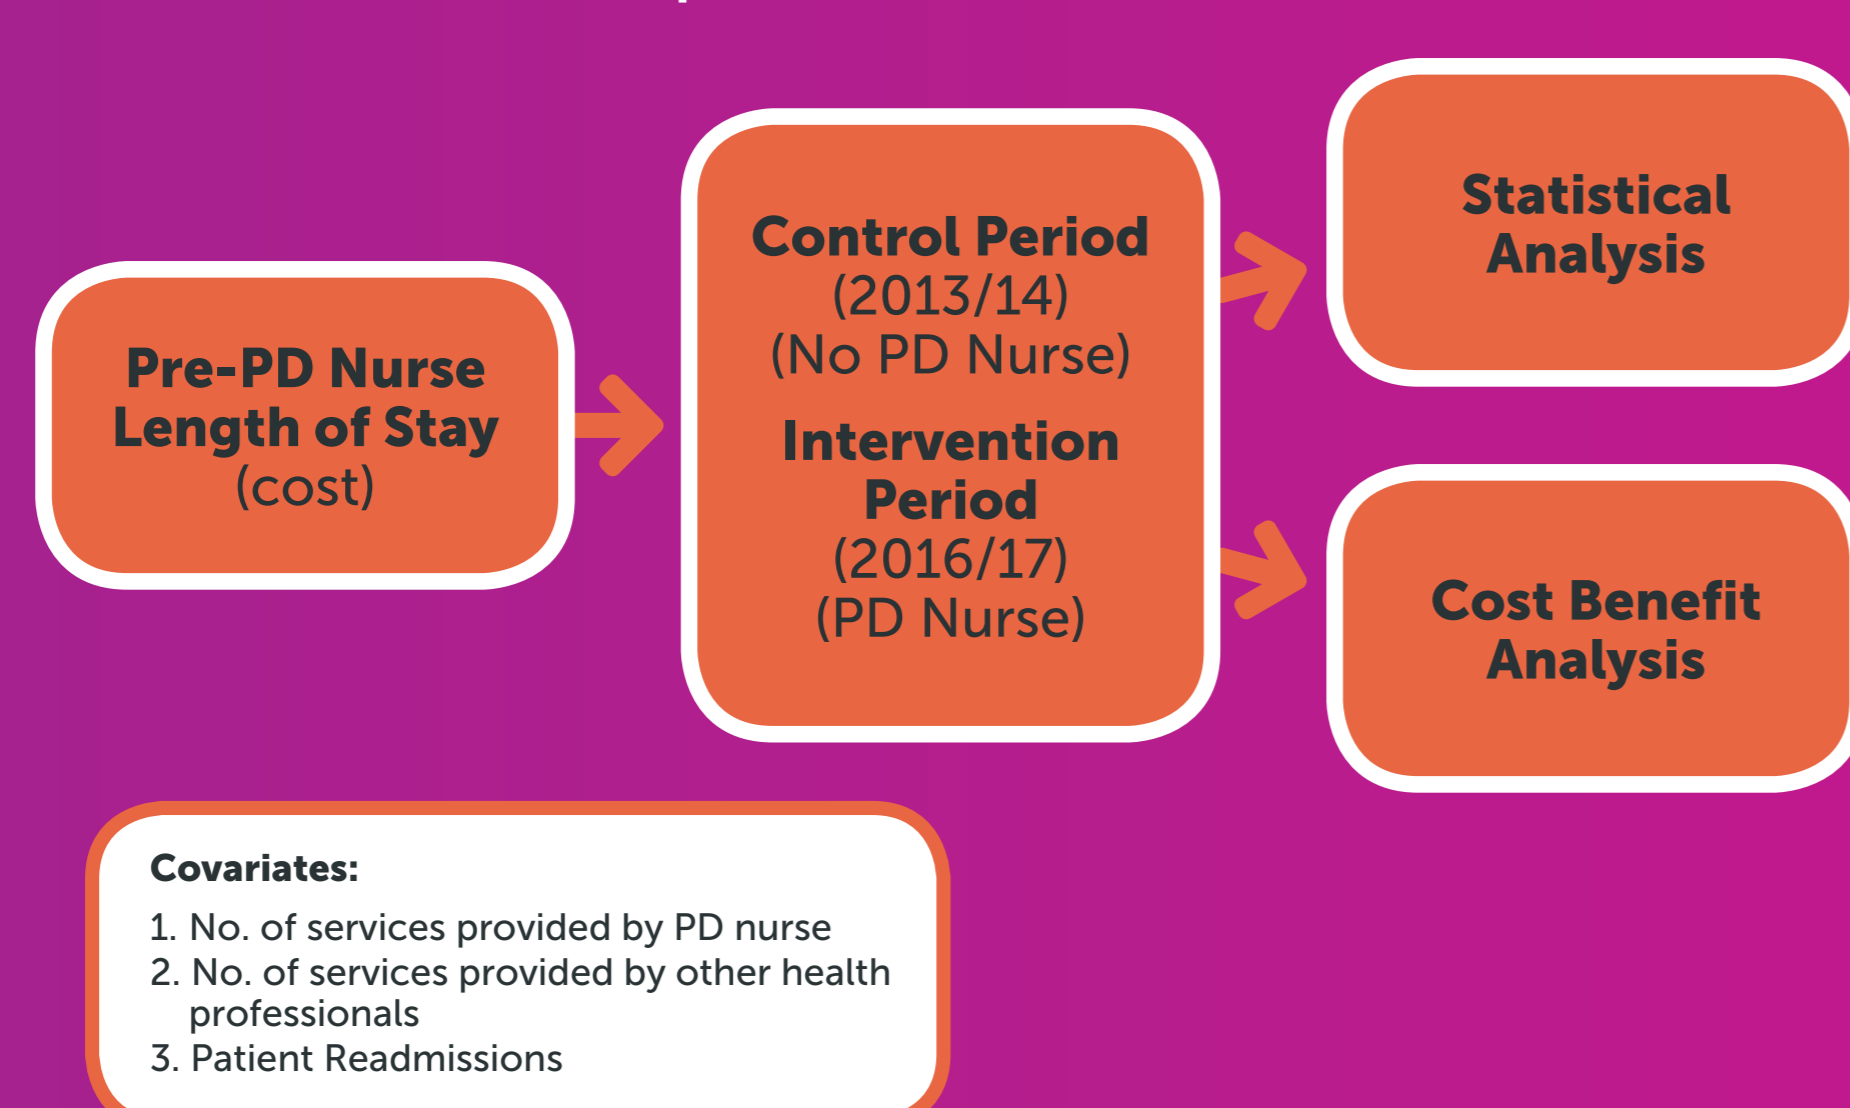 Pre-PD Nurse
Length of Stay
(cost)
Control Period
(2013/14)
(No PD Nurse)
Intervention
Period
(2016/17)
(PD Nurse)
Statistical
Analysis
Cost Benefit
Analysis
Covariates:
1. No. of services provided by PD nurse
2. No. of services provided by other health
professionals
3. Patient Readmissions